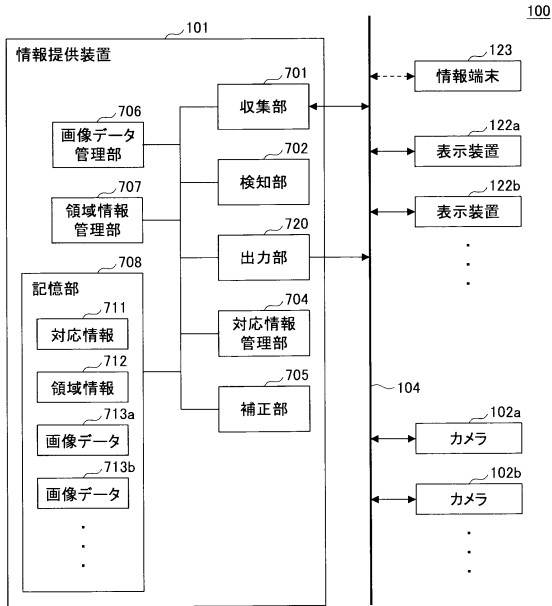 100
101
情報提供装置
701
収集部
706
画像データ
管理部
702
検知部
707
領域情報
管理部
720
出力部
708
記憶部
704
対応情報
管理部
711
対応情報
705
補正部
712
領域情報
713a
画像データ
713b
画像データ
123
情報端末
122a
表示装置
122b
表示装置
104
102a
カメラ
102b
カメラ